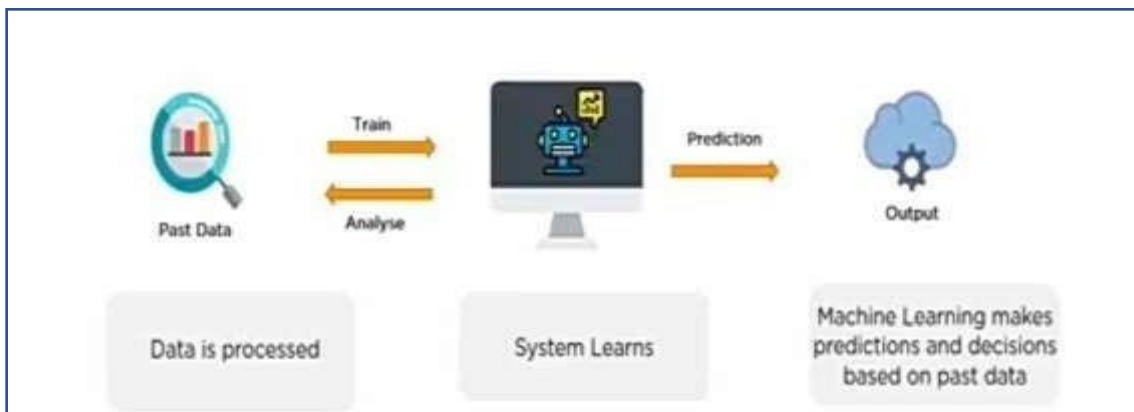 Train
Prediction
Past Data
Analyse
Output
Data is processed
System Learns
Machine Learning makes
predictions and decisions
based on past data